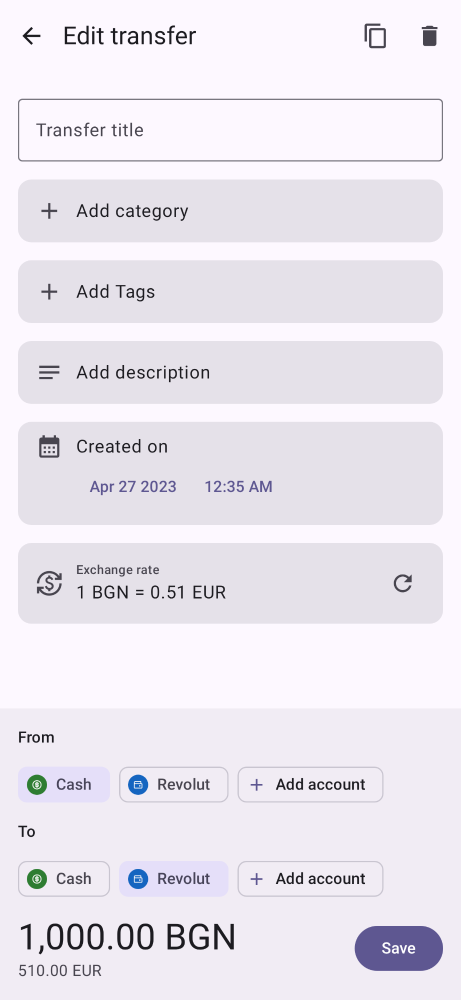 Edit transfer
Transfer title
Add category
Add Tags
Add description
Created on
Apr 27 2023 12:35 AM
Exchange rate
1 BGN = 0.51 EUR
From
Cash Revolut Add account
To
Cash Revolut Add account
1,000.00 BGN
Save
510.00 EUR